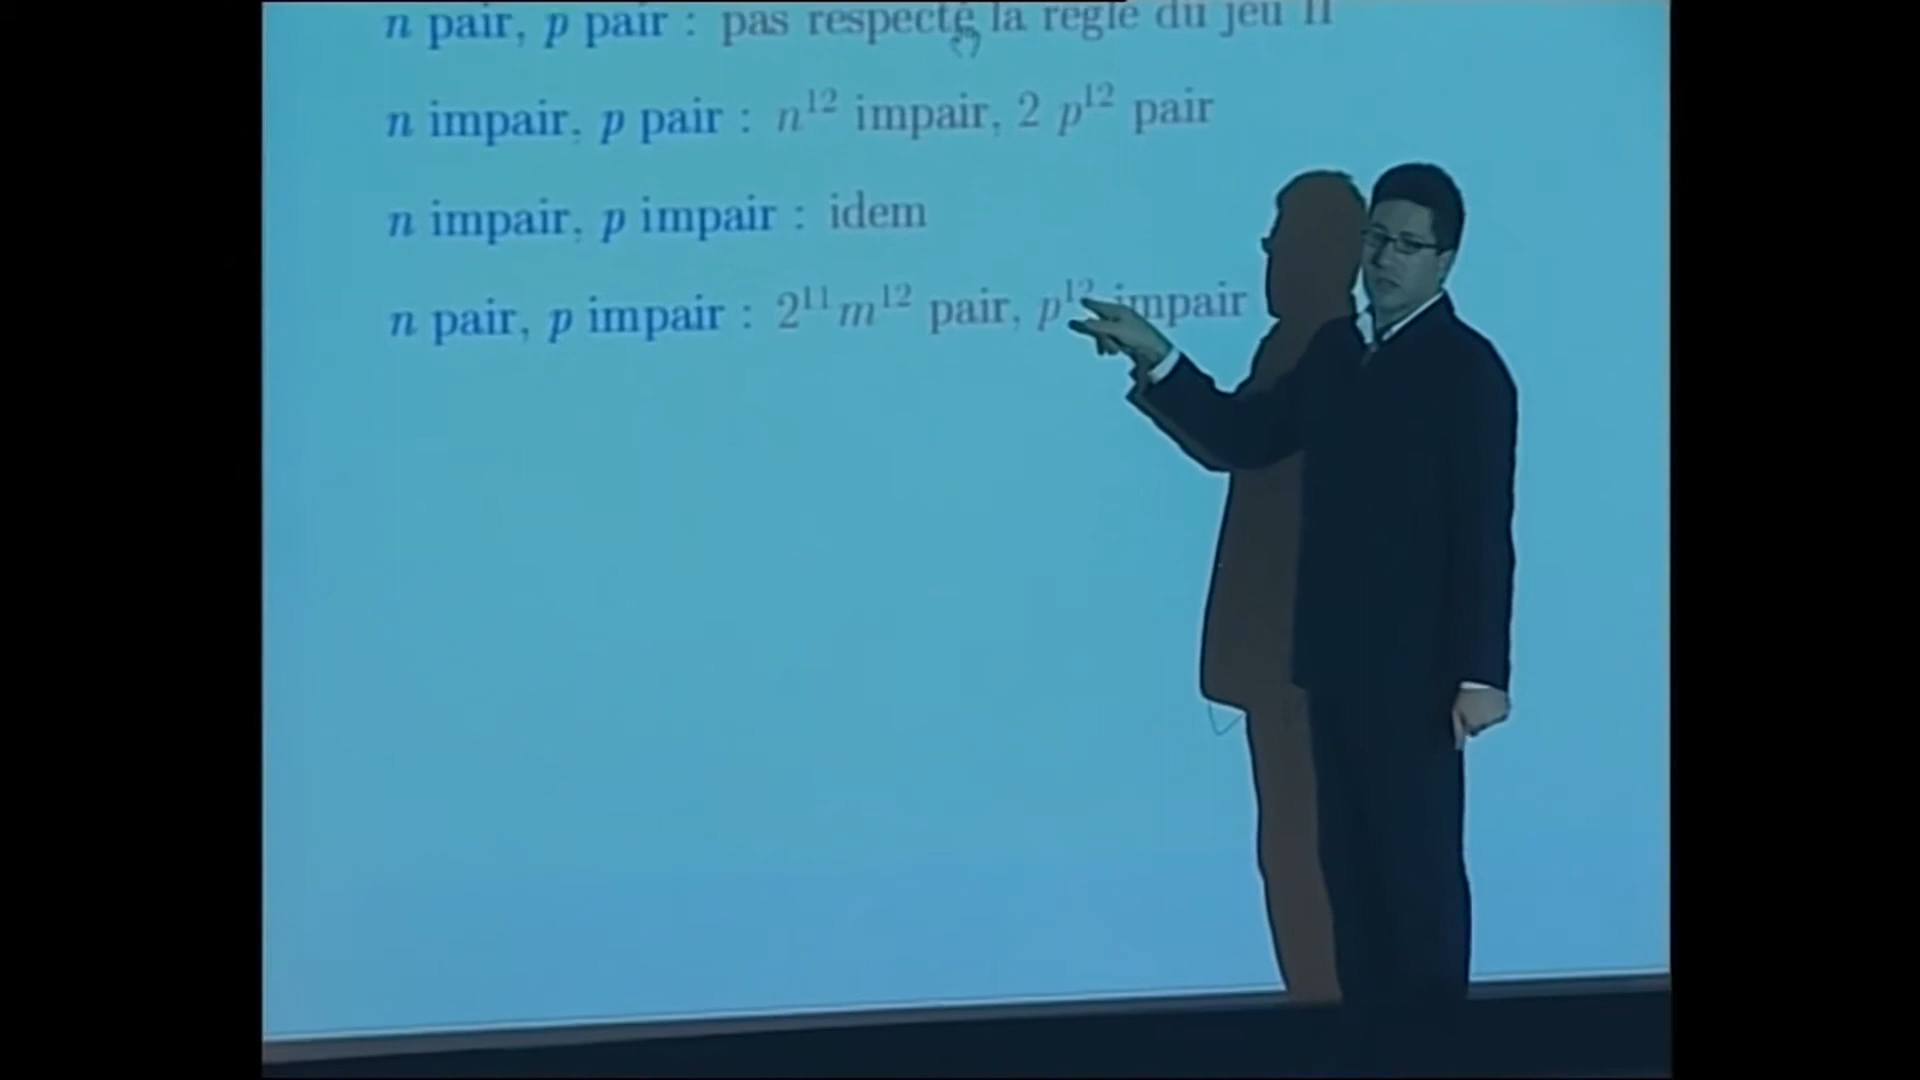 n pair, p pair : pas respecté la règle du jeu II
n impair, p pair : n¹² impair, 2 p¹² pair
n impair, p impair : idem
n pair, p impair : 2¹¹m¹² pair, p¹² impair